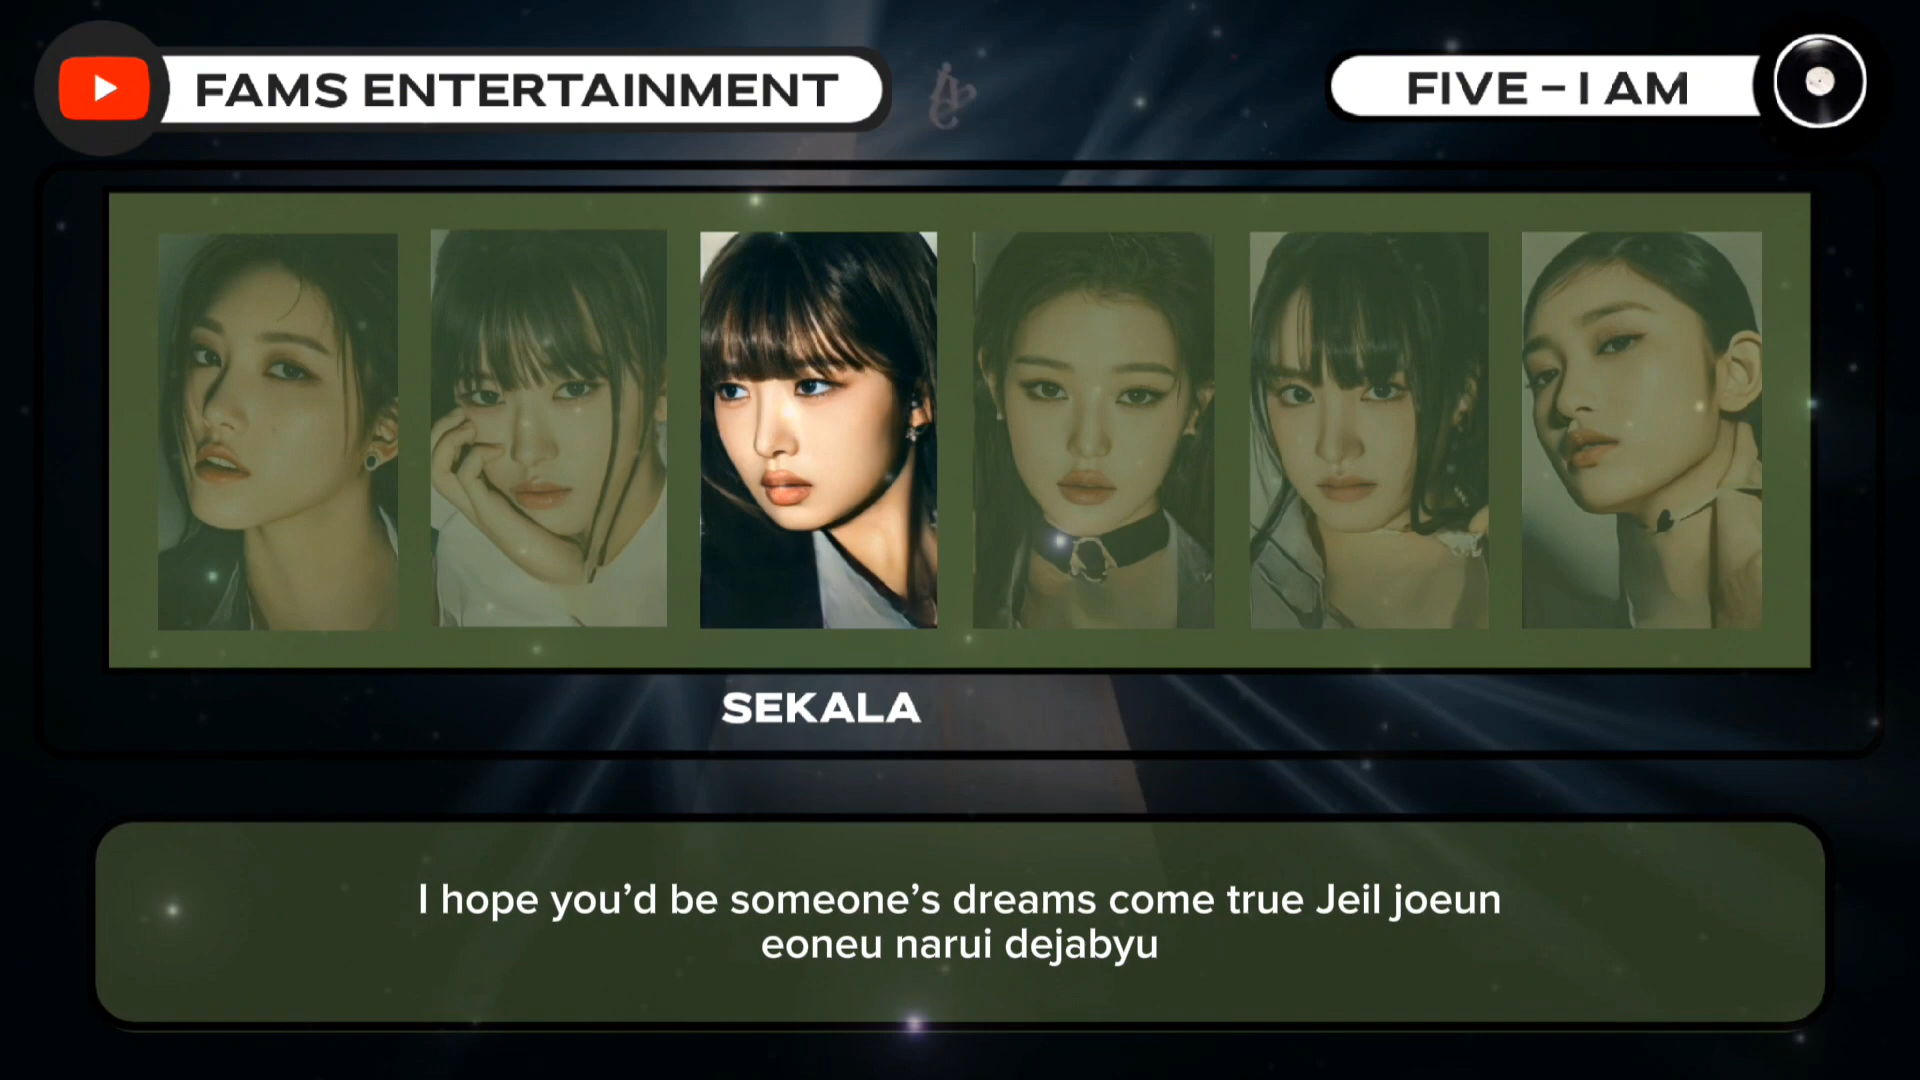 FAMS ENTERTAINMENT
FIVE – I AM
SEKALA
I hope you’d be someone’s dreams come true Jeil joeun
eoneu narui dejabyu